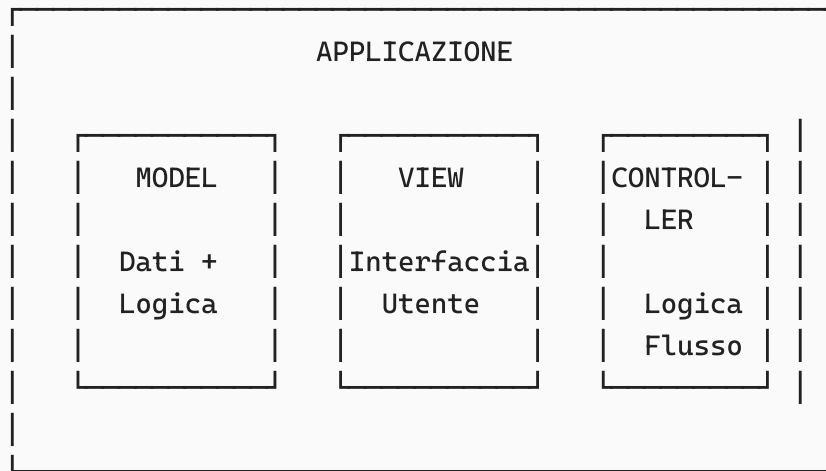 APPLICAZIONE
MODEL VIEW CONTROL-
LER
Dati + Interfaccia
Logica Utente Logica
Flusso